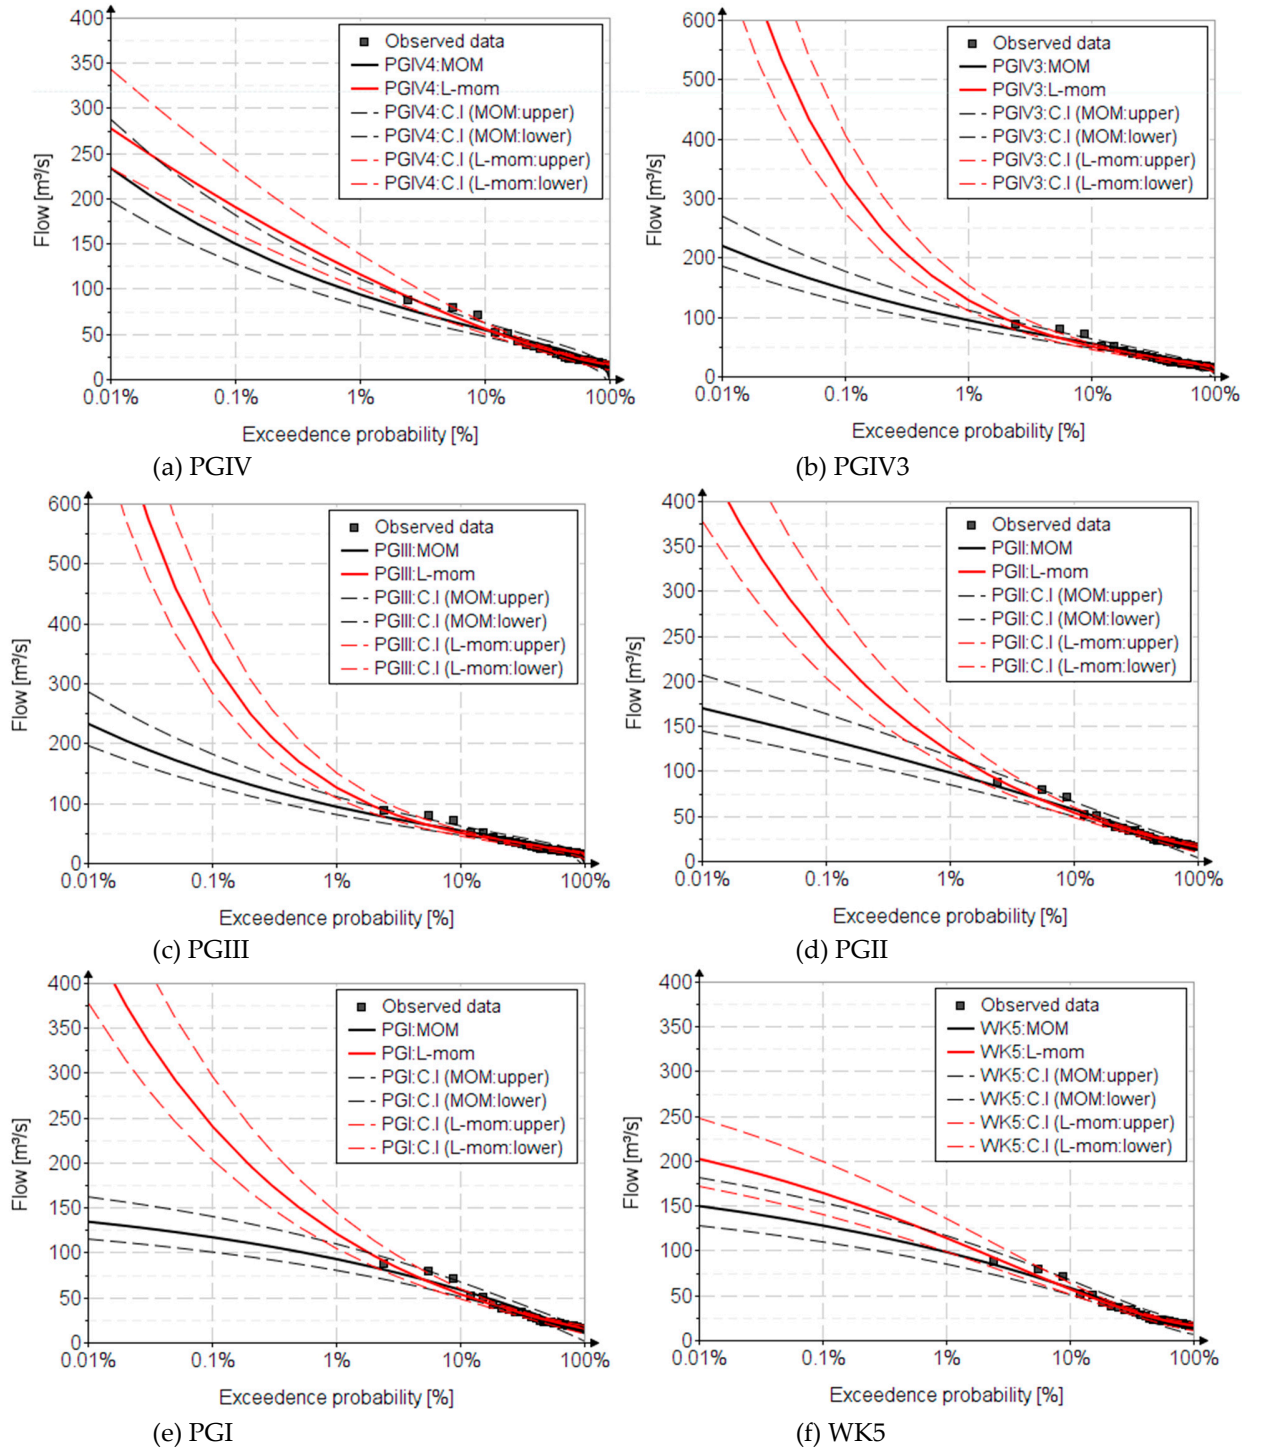 400
350
300
250
200
150
100
50
0
Flow [m³/s]
Observed data
PGIV4:MOM
PGIV4:L-mom
PGIV4:C.I (MOM:upper)
PGIV4:C.I (MOM:lower)
PGIV4:C.I (L-mom:upper)
PGIV4:C.I (L-mom:lower)
0.01% 0.1% 1% 10% 100%
Exceedence probability [%]
(a) PGIV
600
500
400
300
200
100
0
Flow [m³/s]
Observed data
PGIV3:MOM
PGIV3:L-mom
PGIV3:C.I (MOM:upper)
PGIV3:C.I (MOM:lower)
PGIV3:C.I (L-mom:upper)
PGIV3:C.I (L-mom:lower)
0.01% 0.1% 1% 10% 100%
Exceedence probability [%]
(b) PGIV3
600
500
400
300
200
100
0
Flow [m³/s]
Observed data
PGIII:MOM
PGIII:L-mom
PGIII:C.I (MOM:upper)
PGIII:C.I (MOM:lower)
PGIII:C.I (L-mom:upper)
PGIII:C.I (L-mom:lower)
0.01% 0.1% 1% 10% 100%
Exceedence probability [%]
(c) PGIII
400
350
300
250
200
150
100
50
0
Flow [m³/s]
Observed data
PGII:MOM
PGII:L-mom
PGII:C.I (MOM:upper)
PGII:C.I (MOM:lower)
PGII:C.I (L-mom:upper)
PGII:C.I (L-mom:lower)
0.01% 0.1% 1% 10% 100%
Exceedence probability [%]
(d) PGII
400
350
300
250
200
150
100
50
0
Flow [m³/s]
Observed data
PGI:MOM
PGI:L-mom
PGI:C.I (MOM:upper)
PGI:C.I (MOM:lower)
PGI:C.I (L-mom:upper)
PGI:C.I (L-mom:lower)
0.01% 0.1% 1% 10% 100%
Exceedence probability [%]
(e) PGI
400
350
300
250
200
150
100
50
0
Flow [m³/s]
Observed data
WK5:MOM
WK5:L-mom
WK5:C.I (MOM:upper)
WK5:C.I (MOM:lower)
WK5:C.I (L-mom:upper)
WK5:C.I (L-mom:lower)
0.01% 0.1% 1% 10% 100%
Exceedence probability [%]
(f) WK5